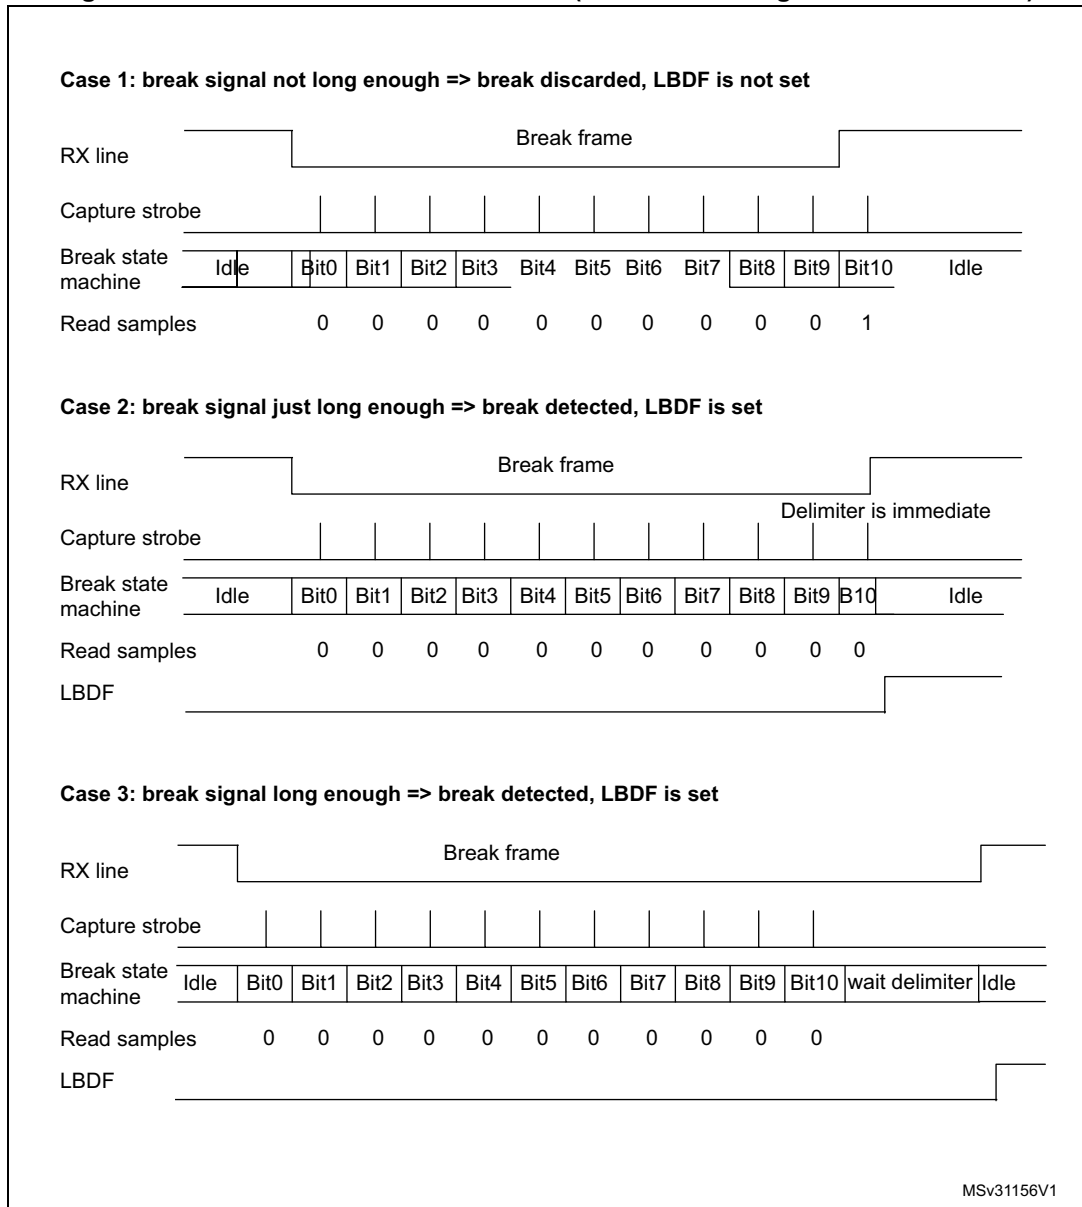 Case 1: break signal not long enough => break discarded, LBDF is not set
Break frame
RX line
Capture strobe
Break state machine Idle Bit0 Bit1 Bit2 Bit3 Bit4 Bit5 Bit6 Bit7 Bit8 Bit9 Bit10 Idle
Read samples 0 0 0 0 0 0 0 0 0 0 1
Case 2: break signal just long enough => break detected, LBDF is set
Break frame
RX line
Delimiter is immediate
Capture strobe
Break state machine Idle Bit0 Bit1 Bit2 Bit3 Bit4 Bit5 Bit6 Bit7 Bit8 Bit9 B10 Idle
Read samples 0 0 0 0 0 0 0 0 0 0 0
LBDF
Case 3: break signal long enough => break detected, LBDF is set
Break frame
RX line
Capture strobe
Break state machine Idle Bit0 Bit1 Bit2 Bit3 Bit4 Bit5 Bit6 Bit7 Bit8 Bit9 Bit10 wait delimiter Idle
Read samples 0 0 0 0 0 0 0 0 0 0 0
LBDF
MSv31156V1